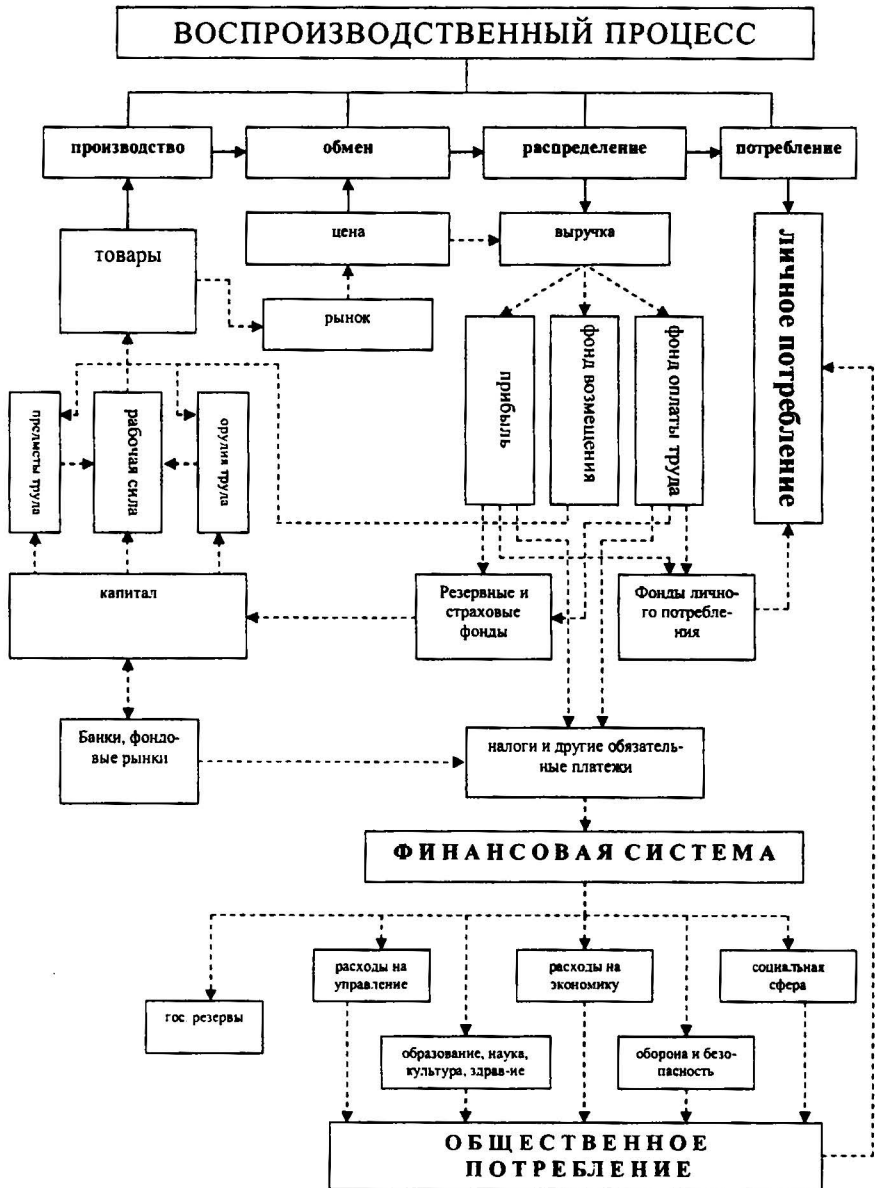 ВОСПРОИЗВОДСТВЕННЫЙ ПРОЦЕСС
производство
обмен
распределение
потребление
товары
цена
выручка
рынок
личное потребление
прибыль
фонд возмещения
фонд оплаты труда
предметы труда
рабочая сила
орудия труда
капитал
Резервные и
страховые
фонды
Фонды лично-
го потребле-
ния
Банки, фондо-
вые рынки
налоги и другие обязатель-
ные платежи
ФИНАНСОВАЯ СИСТЕМА
расходы на
управление
расходы на
экономику
социальная
сфера
гос. резервы
образование, наука,
культура, здрав-ие
оборона и безо-
пасность
ОБЩЕСТВЕННОЕ
ПОТРЕБЛЕНИЕ